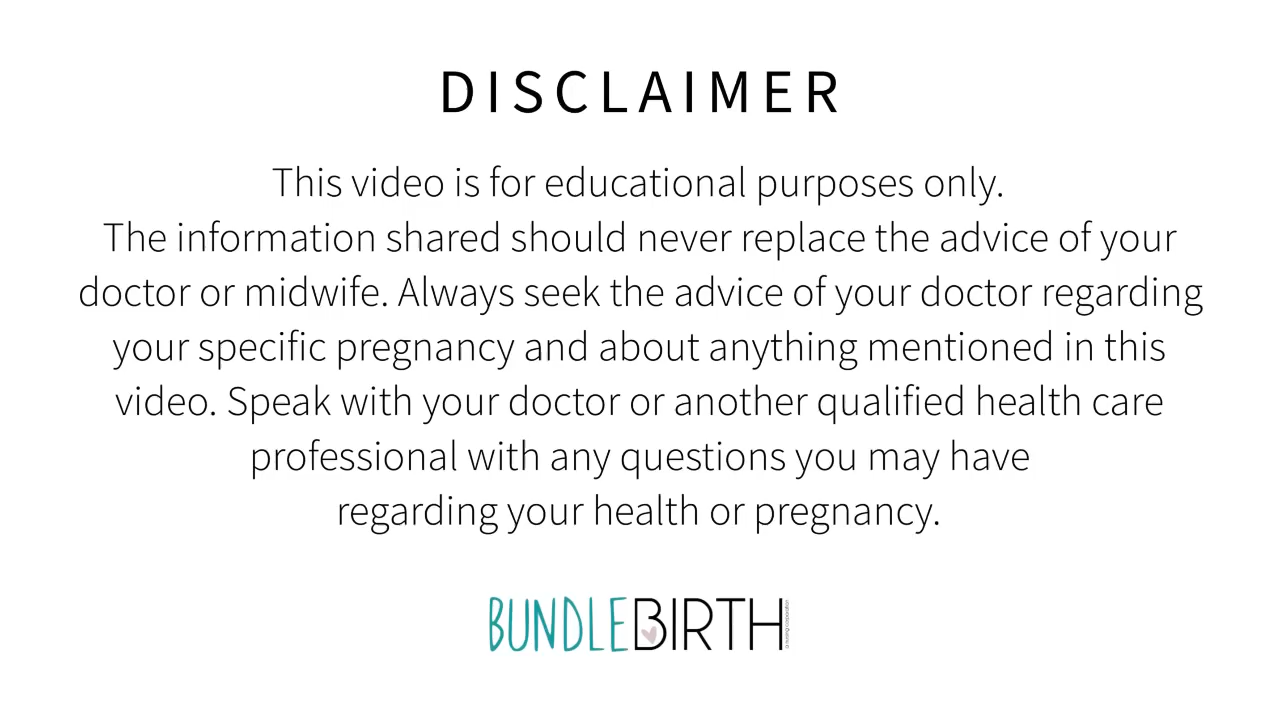 DISCLAIMER
This video is for educational purposes only.
The information shared should never replace the advice of your
doctor or midwife. Always seek the advice of your doctor regarding
your specific pregnancy and about anything mentioned in this
video. Speak with your doctor or another qualified health care
professional with any questions you may have
regarding your health or pregnancy.
BUNDLEBIRTH
a nursing corporation